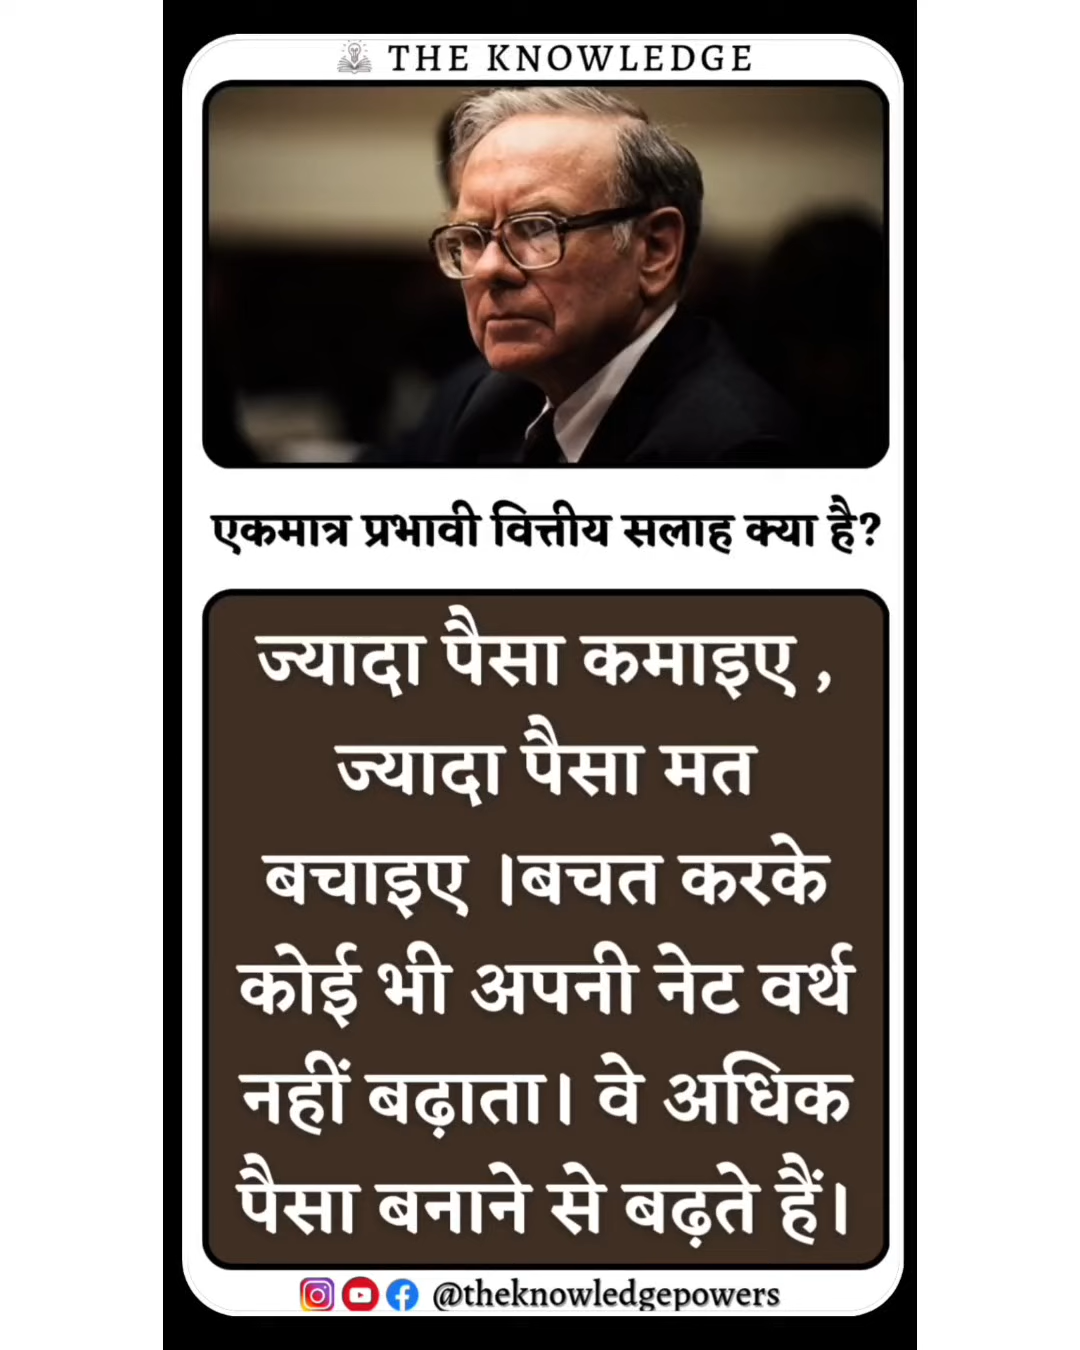 THE KNOWLEDGE
एकमात्र प्रभावी वित्तीय सलाह क्या है?
ज्यादा पैसा कमाइए ,
ज्यादा पैसा मत
बचाइए ।बचत करके
कोई भी अपनी नेट वर्थ
नहीं बढ़ाता। वे अधिक
पैसा बनाने से बढ़ते हैं।
@theknowledgepowers